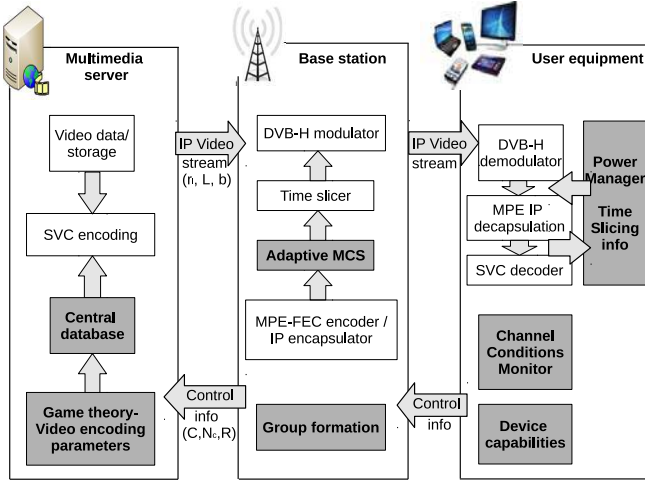 Multimedia
server
Video data/
storage
SVC encoding
Central
database
Game theory-
Video encoding
parameters
IP Video
stream
(rᵢ, L, b)
Control
info
(C,Nc,R)
Base station
DVB-H modulator
Time slicer
Adaptive MCS
MPE-FEC encoder /
IP encapsulator
Group formation
IP Video
stream
Control
info
User equipment
DVB-H
demodulator
MPE IP
decapsulation
SVC decoder
Power
Manager
Time
Slicing
info
Channel
Conditions
Monitor
Device
capabilities